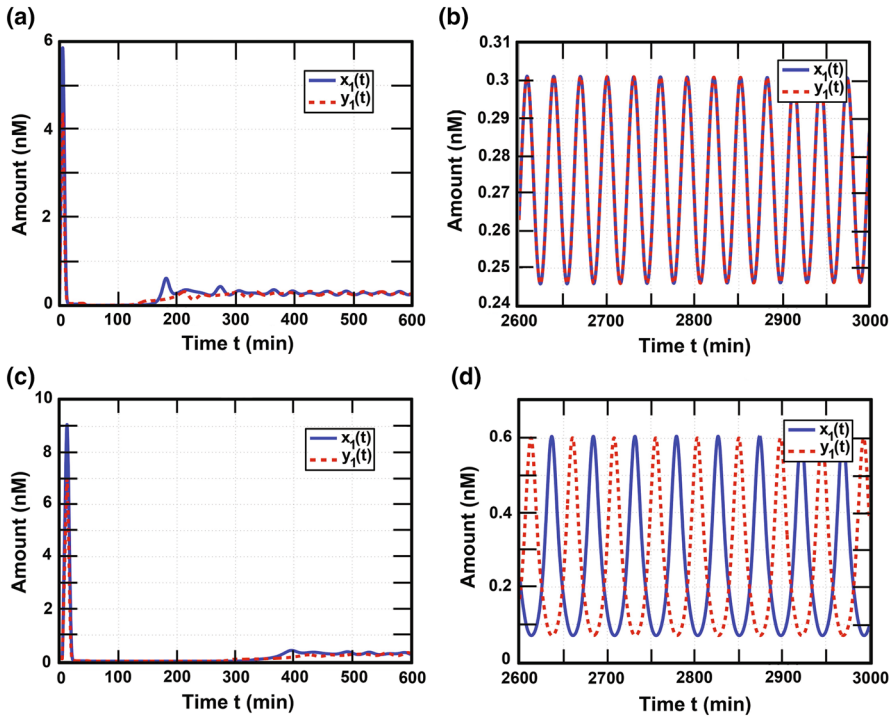 (a)
6
4
2
0
0 100 200 300 400 500 600
Amount (nM)
Time t (min)
x1(t)
y1(t)
(b)
0.31
0.3
0.29
0.28
0.27
0.26
0.25
0.24
2600 2700 2800 2900 3000
Amount (nM)
Time t (min)
x1(t)
y1(t)
(c)
10
8
6
4
2
0
0 100 200 300 400 500 600
Amount (nM)
Time t (min)
x1(t)
y1(t)
(d)
0.6
0.4
0.2
0
2600 2700 2800 2900 3000
Amount (nM)
Time t (min)
x1(t)
y1(t)